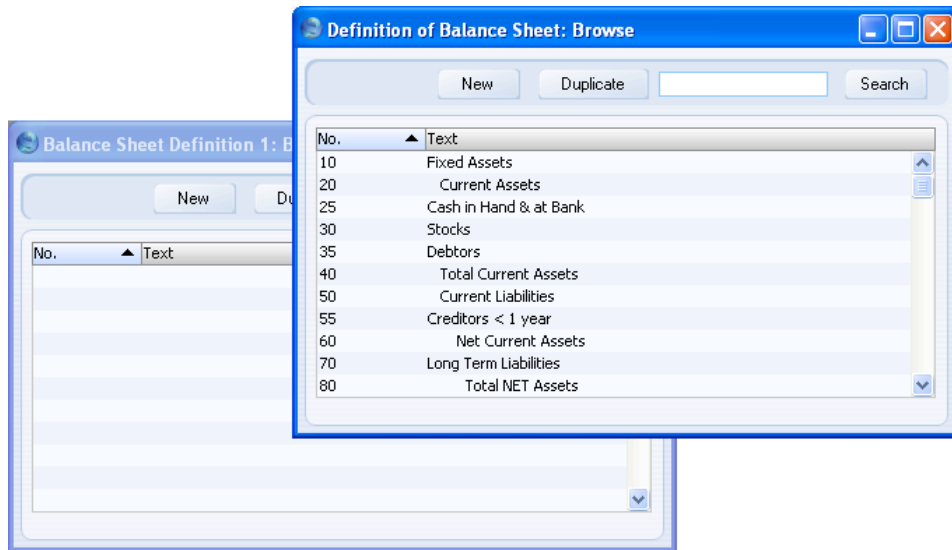 Definition of Balance Sheet: Browse
New Duplicate Search
No. Text
10 Fixed Assets
20 Current Assets
25 Cash in Hand & at Bank
30 Stocks
35 Debtors
40 Total Current Assets
50 Current Liabilities
55 Creditors < 1 year
60 Net Current Assets
70 Long Term Liabilities
80 Total NET Assets
Balance Sheet Definition 1: B
New Du
No. Text